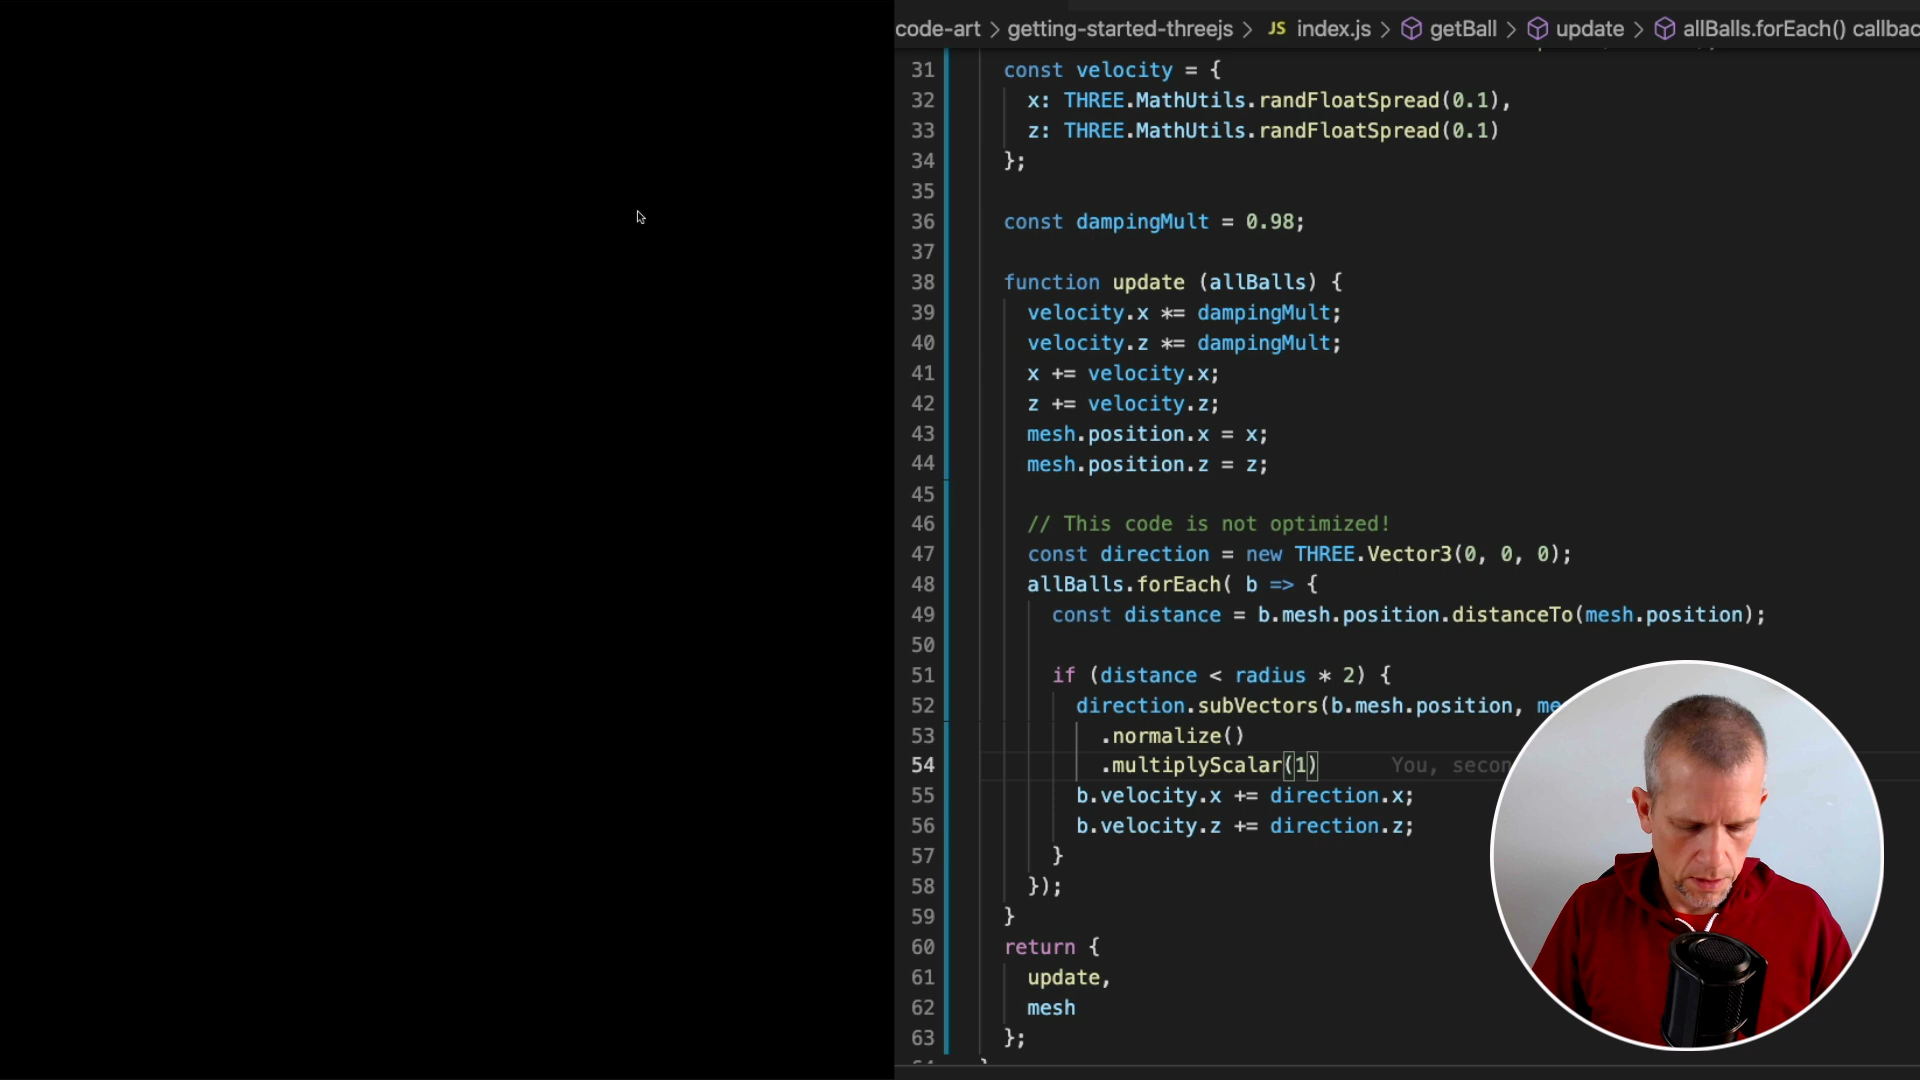 code-art > getting-started-threejs > JS index.js > getBall > update > allBalls.forEach()
31 const velocity = {
32 x: THREE.MathUtils.randFloatSpread(0.1),
33 z: THREE.MathUtils.randFloatSpread(0.1)
34 };
35
36 const dampingMult = 0.98;
37
38 function update (allBalls) {
39 velocity.x *= dampingMult;
40 velocity.z *= dampingMult;
41 x += velocity.x;
42 z += velocity.z;
43 mesh.position.x = x;
44 mesh.position.z = z;
45
46 // This code is not optimized!
47 const direction = new THREE.Vector3(0, 0, 0);
48 allBalls.forEach( b => {
49 const distance = b.mesh.position.distanceTo(mesh.position);
50
51 if (distance < radius * 2) {
52 direction.subVectors(b.mesh.position,
53 .normalize()
54 .multiplyScalar(1) You,
55 b.velocity.x += direction.x;
56 b.velocity.z += direction.z;
57 }
58 });
59 }
60 return {
61 update,
62 mesh
63 };